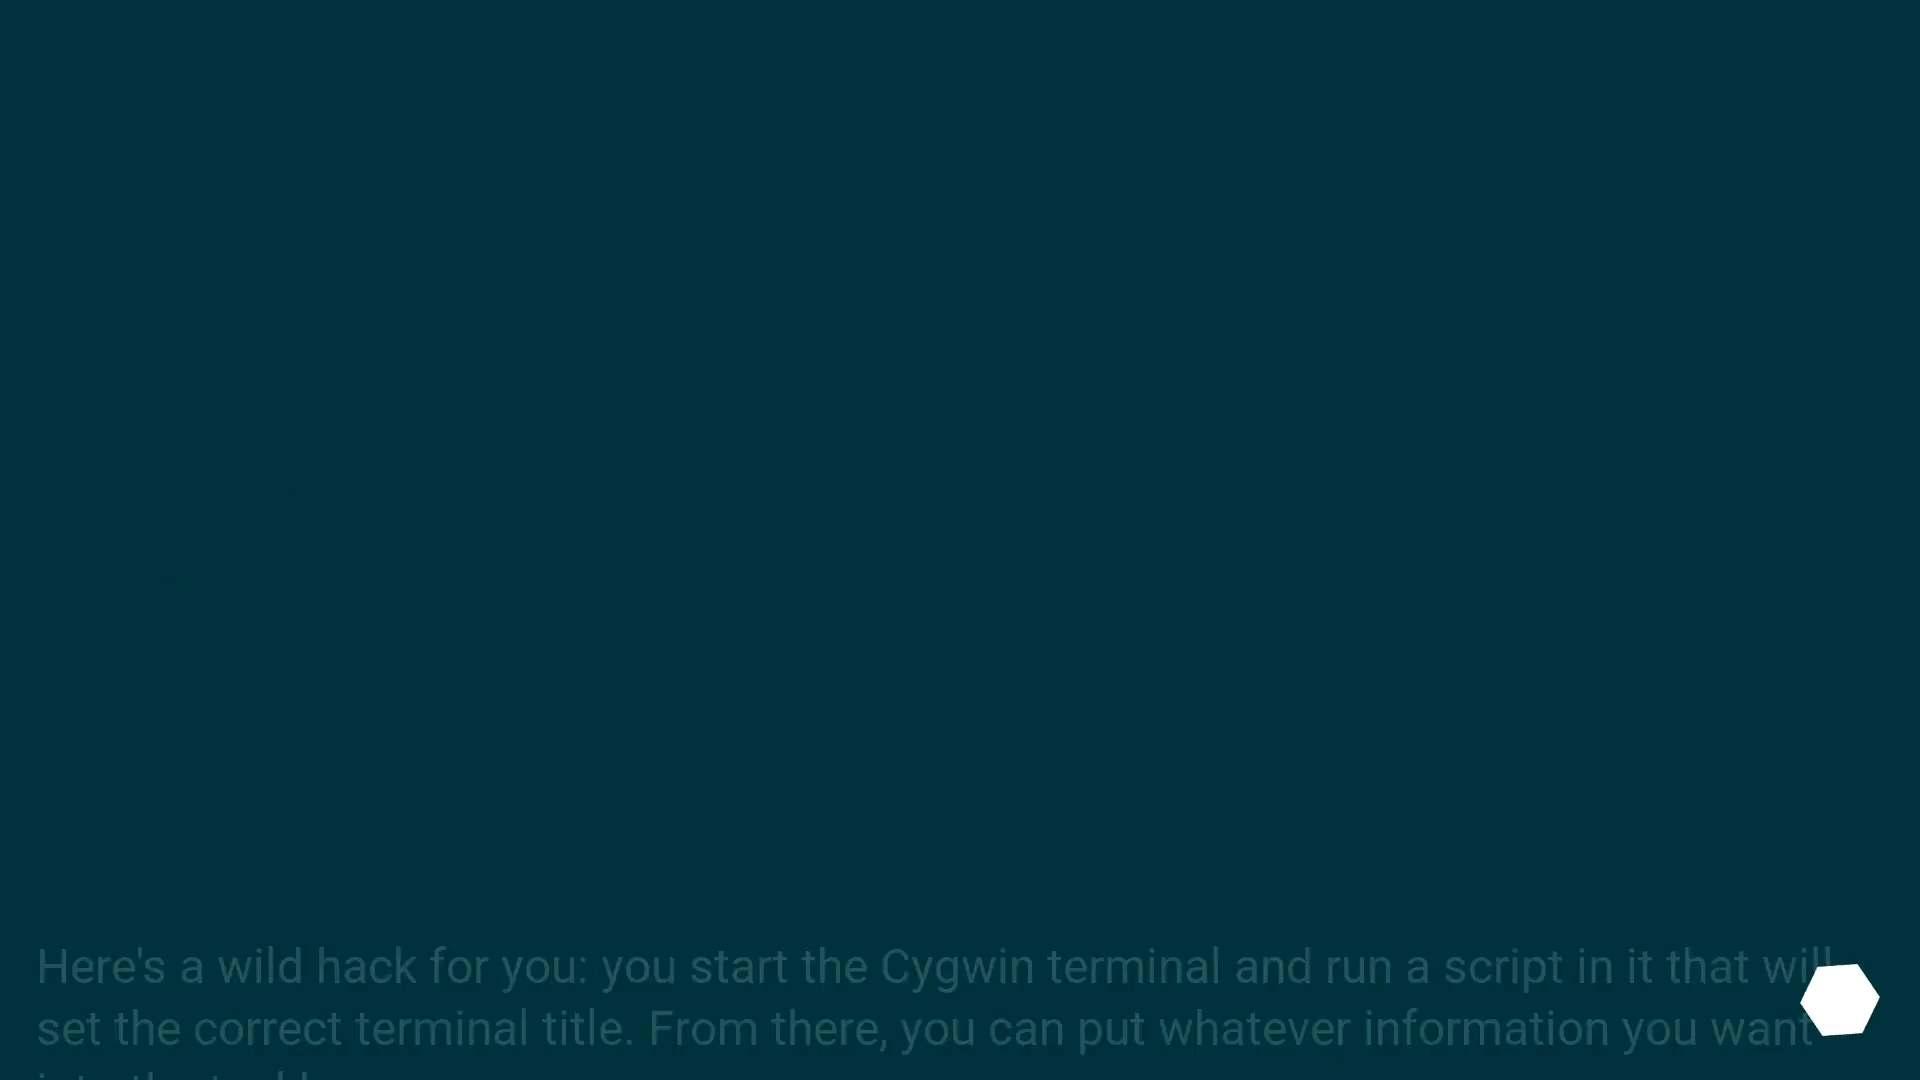 Here's a wild hack for you: you start the Cygwin terminal and run a script in it that will
set the correct terminal title. From there, you can put whatever information you want